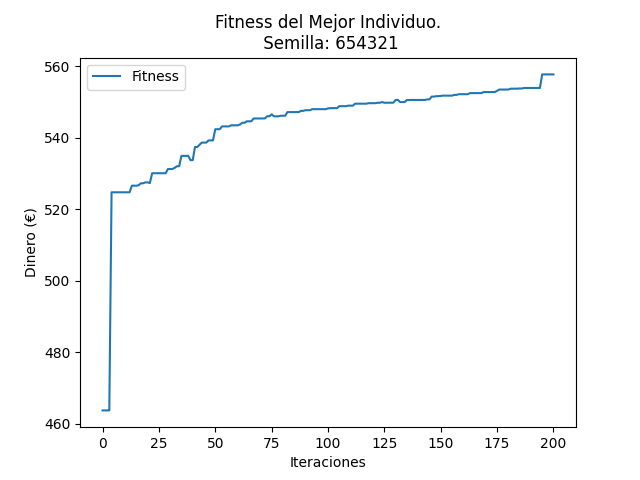 Fitness del Mejor Individuo.
Semilla: 654321
Fitness
560
540
520
500
480
460
Dinero (€)
0 25 50 75 100 125 150 175 200
Iteraciones